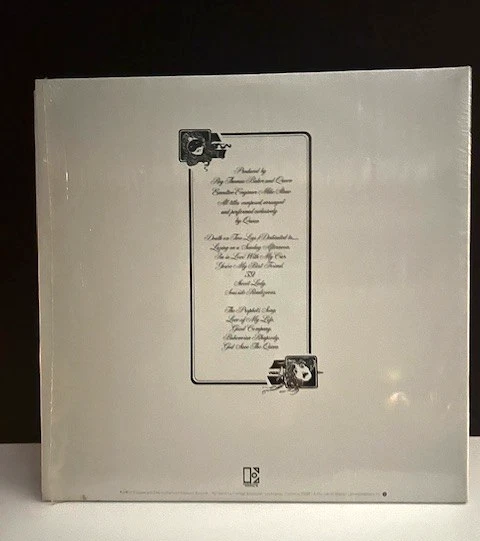 Produced by
Roy Thomas Baker and Queen
Executive Engineer Mike Stone
All titles composed arranged
and performed exclusively
by Queen
Death on Two Legs (Dedicated to......
Lazing on a Sunday Afternoon.
I'm in Love With My Car.
You're My Best Friend.
'39
Sweet Lady.
Seaside Rendezvous.
The Prophet's Song.
Love of My Life.
Good Company.
Bohemian Rhapsody.
God Save The Queen.